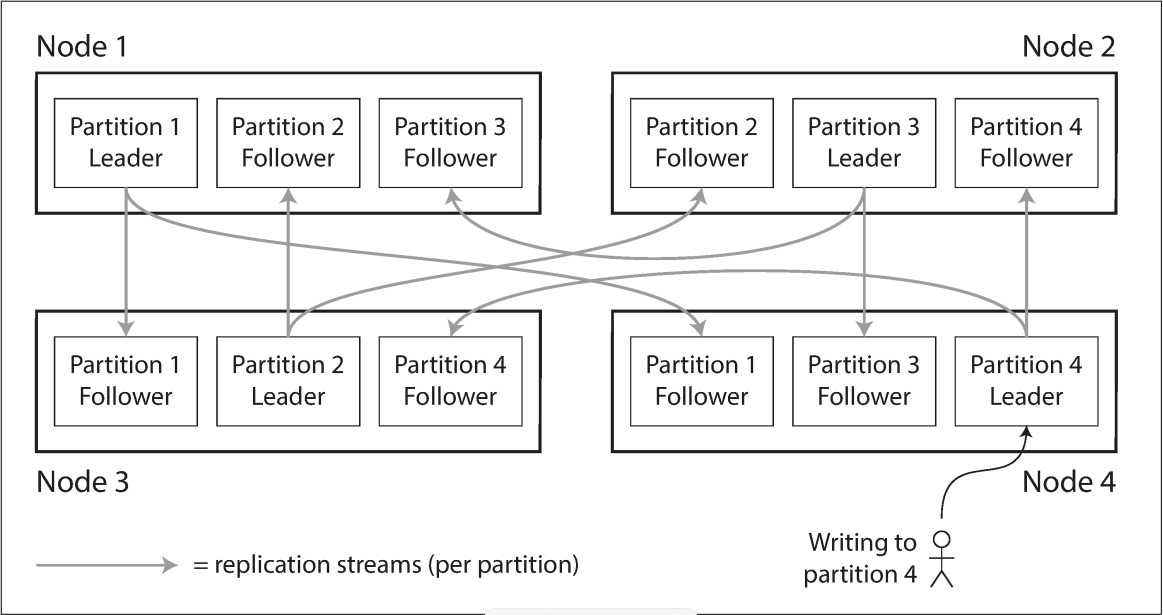 Node 1
Node 2
Partition 1
Leader
Partition 2
Follower
Partition 3
Follower
Partition 2
Follower
Partition 3
Leader
Partition 4
Follower
Partition 1
Follower
Partition 2
Leader
Partition 4
Follower
Partition 1
Follower
Partition 3
Follower
Partition 4
Leader
Node 3
Node 4
= replication streams (per partition)
Writing to
partition 4